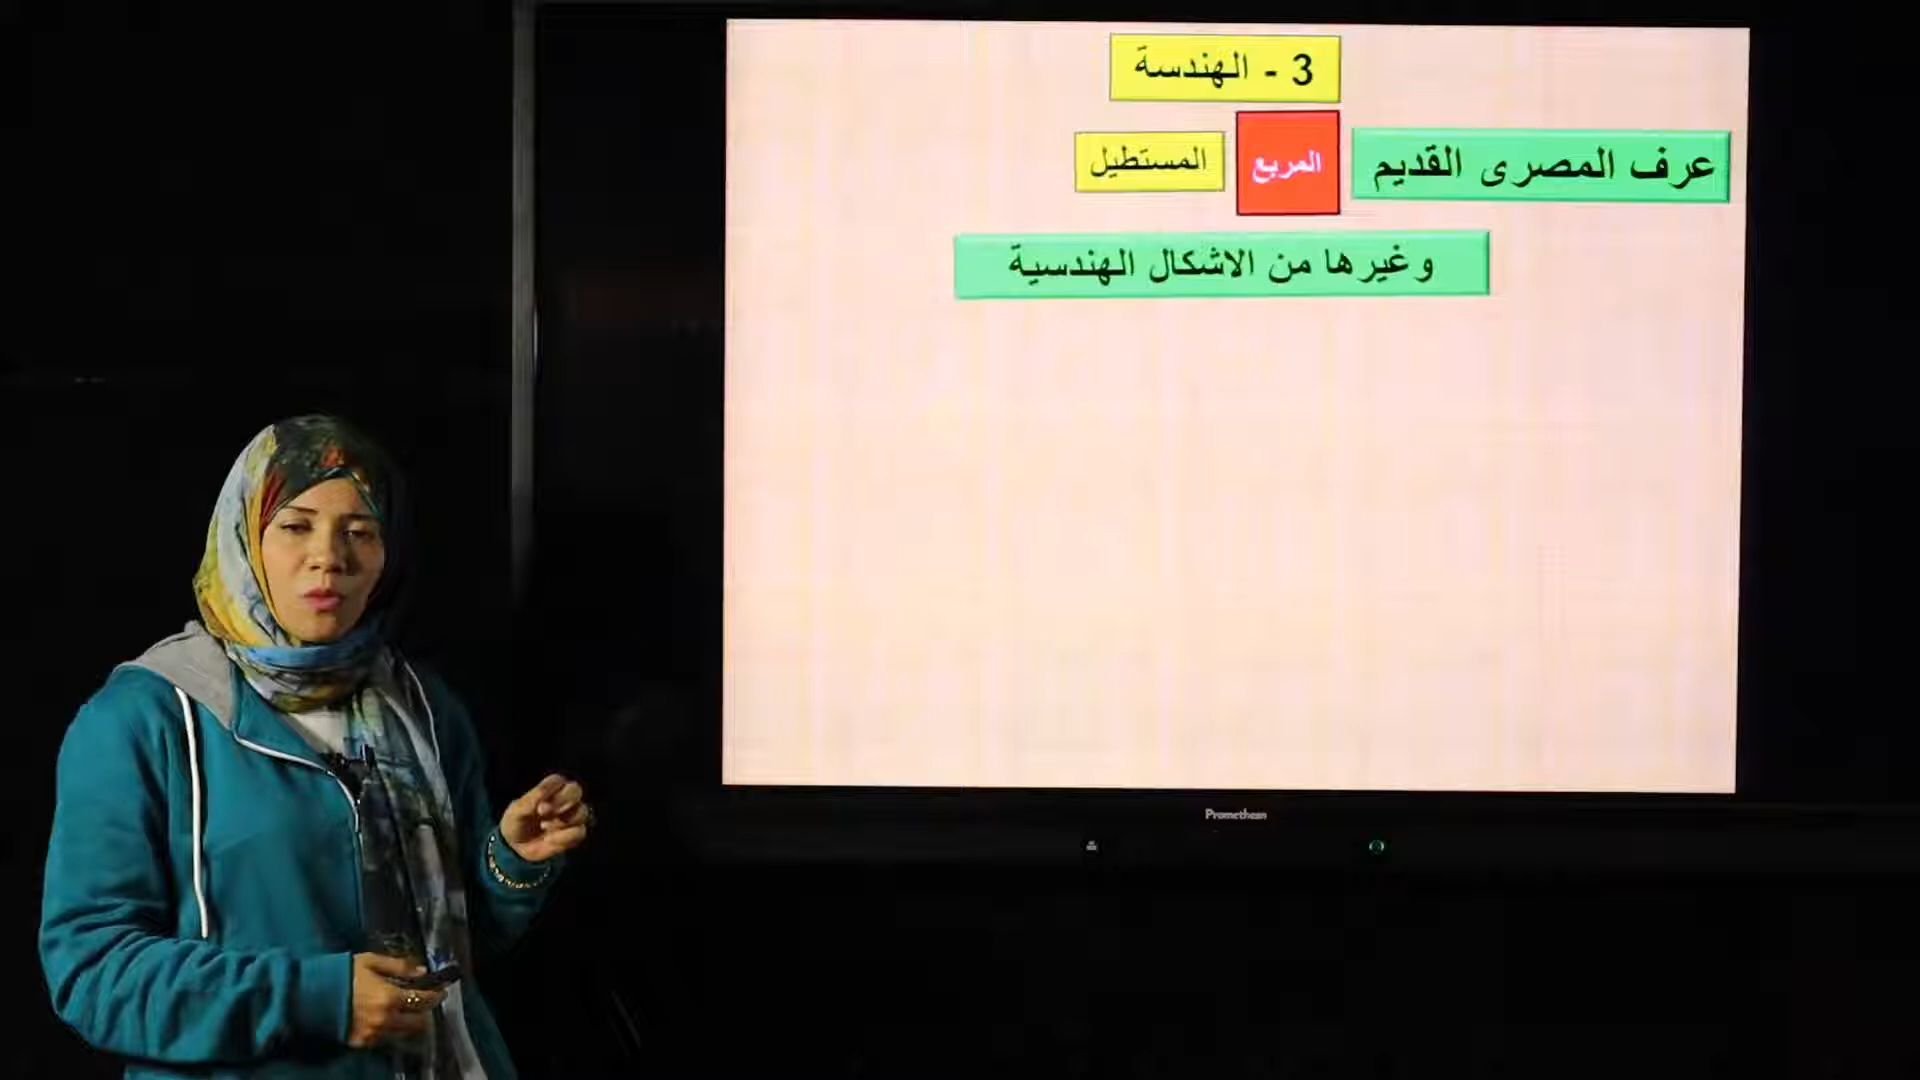 3 - الهندسة
عرف المصرى القديم المربع المستطيل
وغيرها من الاشكال الهندسية
Promethean